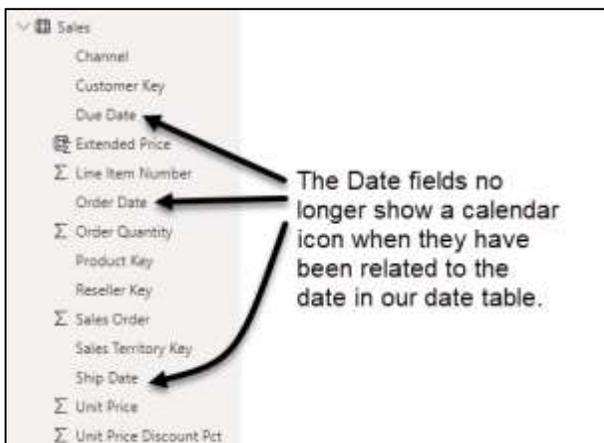 Sales
Channel
Customer Key
Due Date
Extended Price
Σ Line Item Number
Order Date
Σ Order Quantity
Product Key
Reseller Key
Σ Sales Order
Sales Territory Key
Ship Date
Σ Unit Price
Σ Unit Price Discount Pct
The Date fields no
longer show a calendar
icon when they have
been related to the
date in our date table.